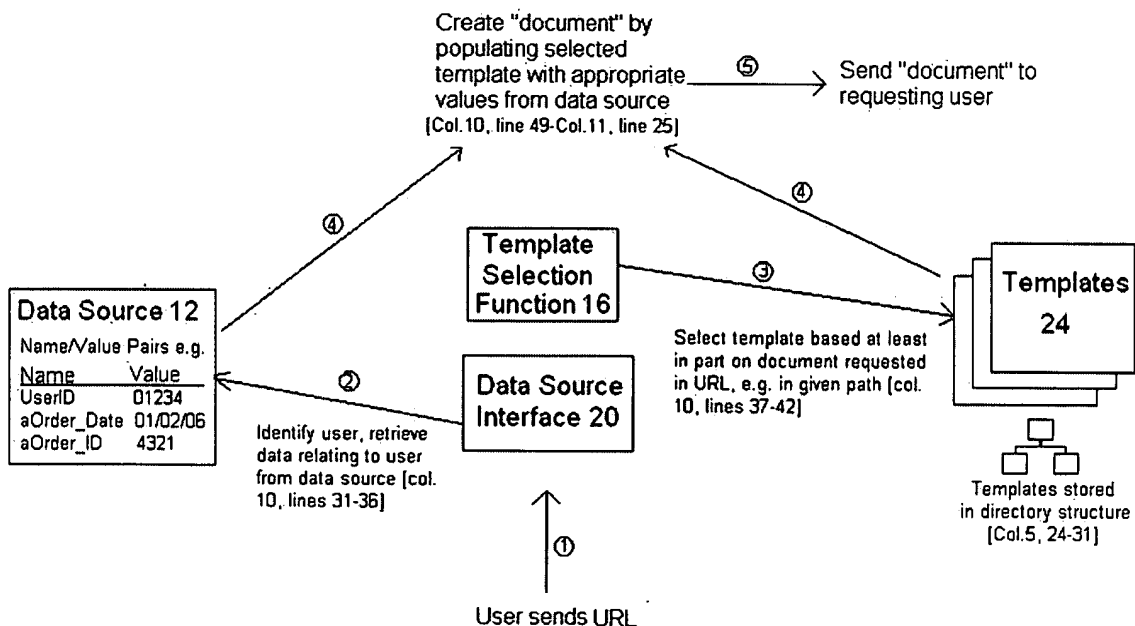 Create "document" by
populating selected
template with appropriate
values from data source
[Col.10, line 49-Col.11, line 25]
⑤
Send "document" to
requesting user
④
④
Template
Selection
Function 16
③
Templates
24
Data Source 12
Name/Value Pairs e.g.
Name Value
UserID 01234
aOrder_Date 01/02/06
aOrder_ID 4321
②
Data Source
Interface 20
Select template based at least
in part on document requested
in URL, e.g. in given path [col.
10, lines 37-42]
Identify user, retrieve
data relating to user
from data source [col.
10, lines 31-36]
Templates stored
in directory structure
[Col.5, 24-31]
①
User sends URL